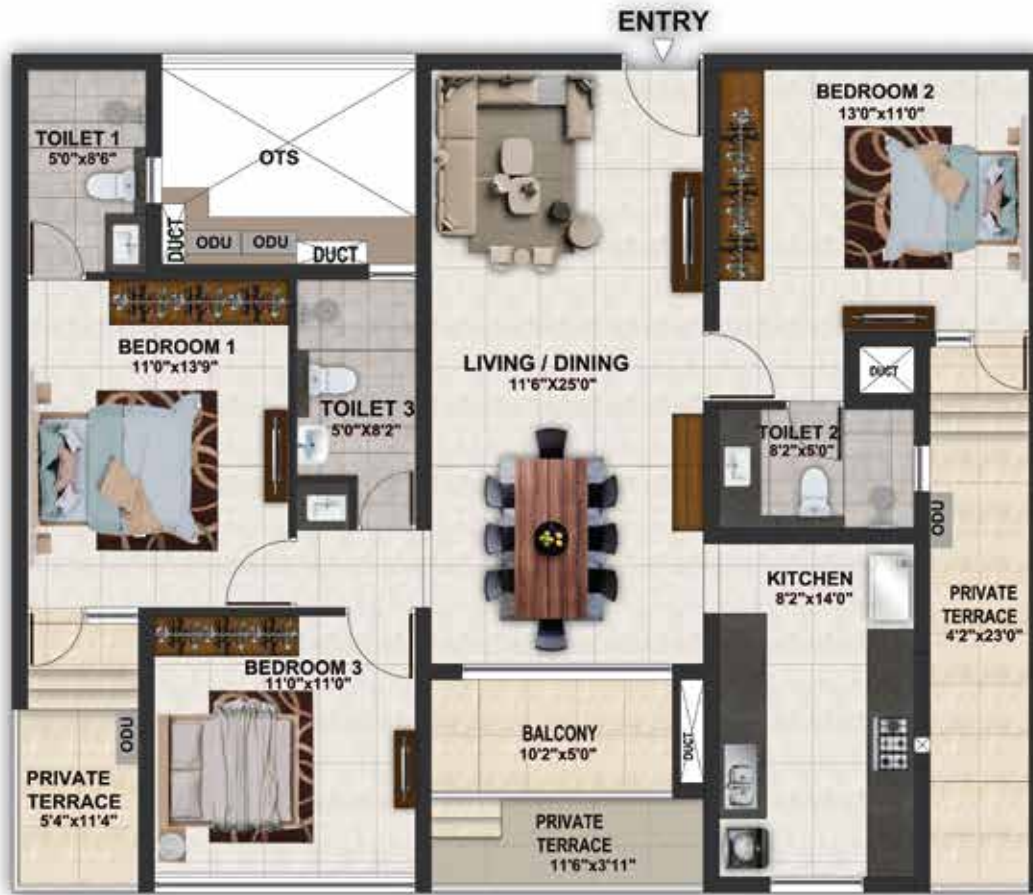 ENTRY
TOILET 1
5'0"x8'6"
OTS
DUCT
ODU
ODU
DUCT
BEDROOM 2
13'0"x11'0"
BEDROOM 1
11'0"x13'9"
TOILET 3
5'0"X8'2"
LIVING / DINING
11'6"X25'0"
DUCT
TOILET 2
8'2"x5'0"
ODU
KITCHEN
8'2"x14'0"
PRIVATE
TERRACE
4'2"x23'0"
BEDROOM 3
11'0"x11'0"
ODU
PRIVATE
TERRACE
5'4"x11'4"
BALCONY
10'2"x5'0"
DUCT
PRIVATE
TERRACE
11'6"x3'11"